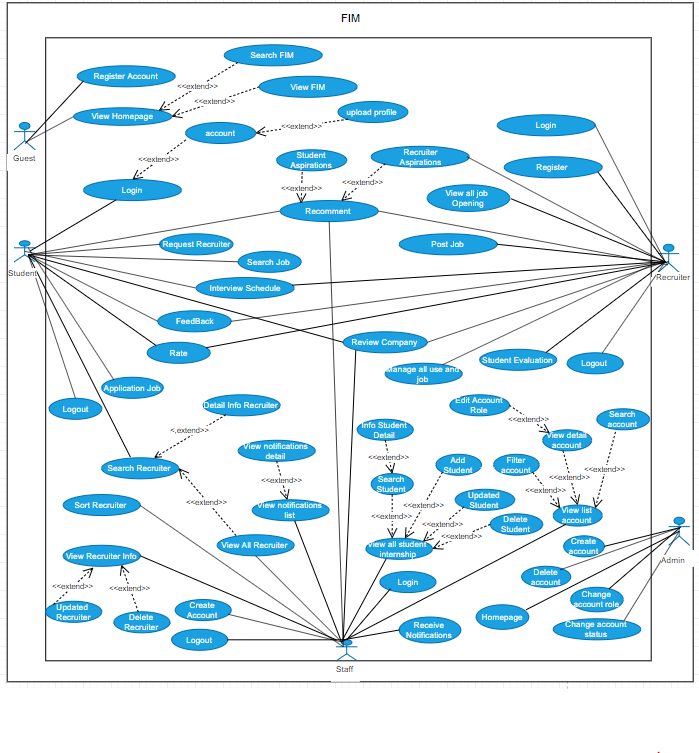 FIM
Search FIM
Register Account
<<extend>>
View FIM
<<extend>>
View Homepage
upload profile
Login
account
<<extend>>
Guest
Student
Aspirations
Recruiter
Aspirations
<<extend>>
Register
Login
<<extend>>
<<extend>>
View all job
Opening
Recomment
Request Recruiter
Post Job
Search Job
Student
Recruiter
Interview Schedule
FeedBack
Review Company
Rate
Student Evaluation
Logout
Manage all use and
job
Application Job
Logout
Detail Info Recruiter
Edit Account
Role
Search
account
<,extend>>
Info Student
Detail
<<extend>>
View notifications
detail
View detail
account
Search Recruiter
<<extend>>
Add
Student
Filter
account
<<extend>>
<<extend>>
<<extend>>
Search
Student
<<extend>>
Sort Recruiter
<<extend>>
View notifications
list
<<extend>>
Updated
Student
<<extend>>
<<extend>>
View list
account
<<extend>>
Delete
Student
<<extend>>
View All Recruiter
View all student
internship
Create
account
View Recruiter Info
Admin
Login
Delete
account
<<extend>>
<<extend>>
Change
account role
Updated
Recruiter
Create
Account
Homepage
Delete
Recruiter
Receive
Notifications
Change account
status
Logout
Staff